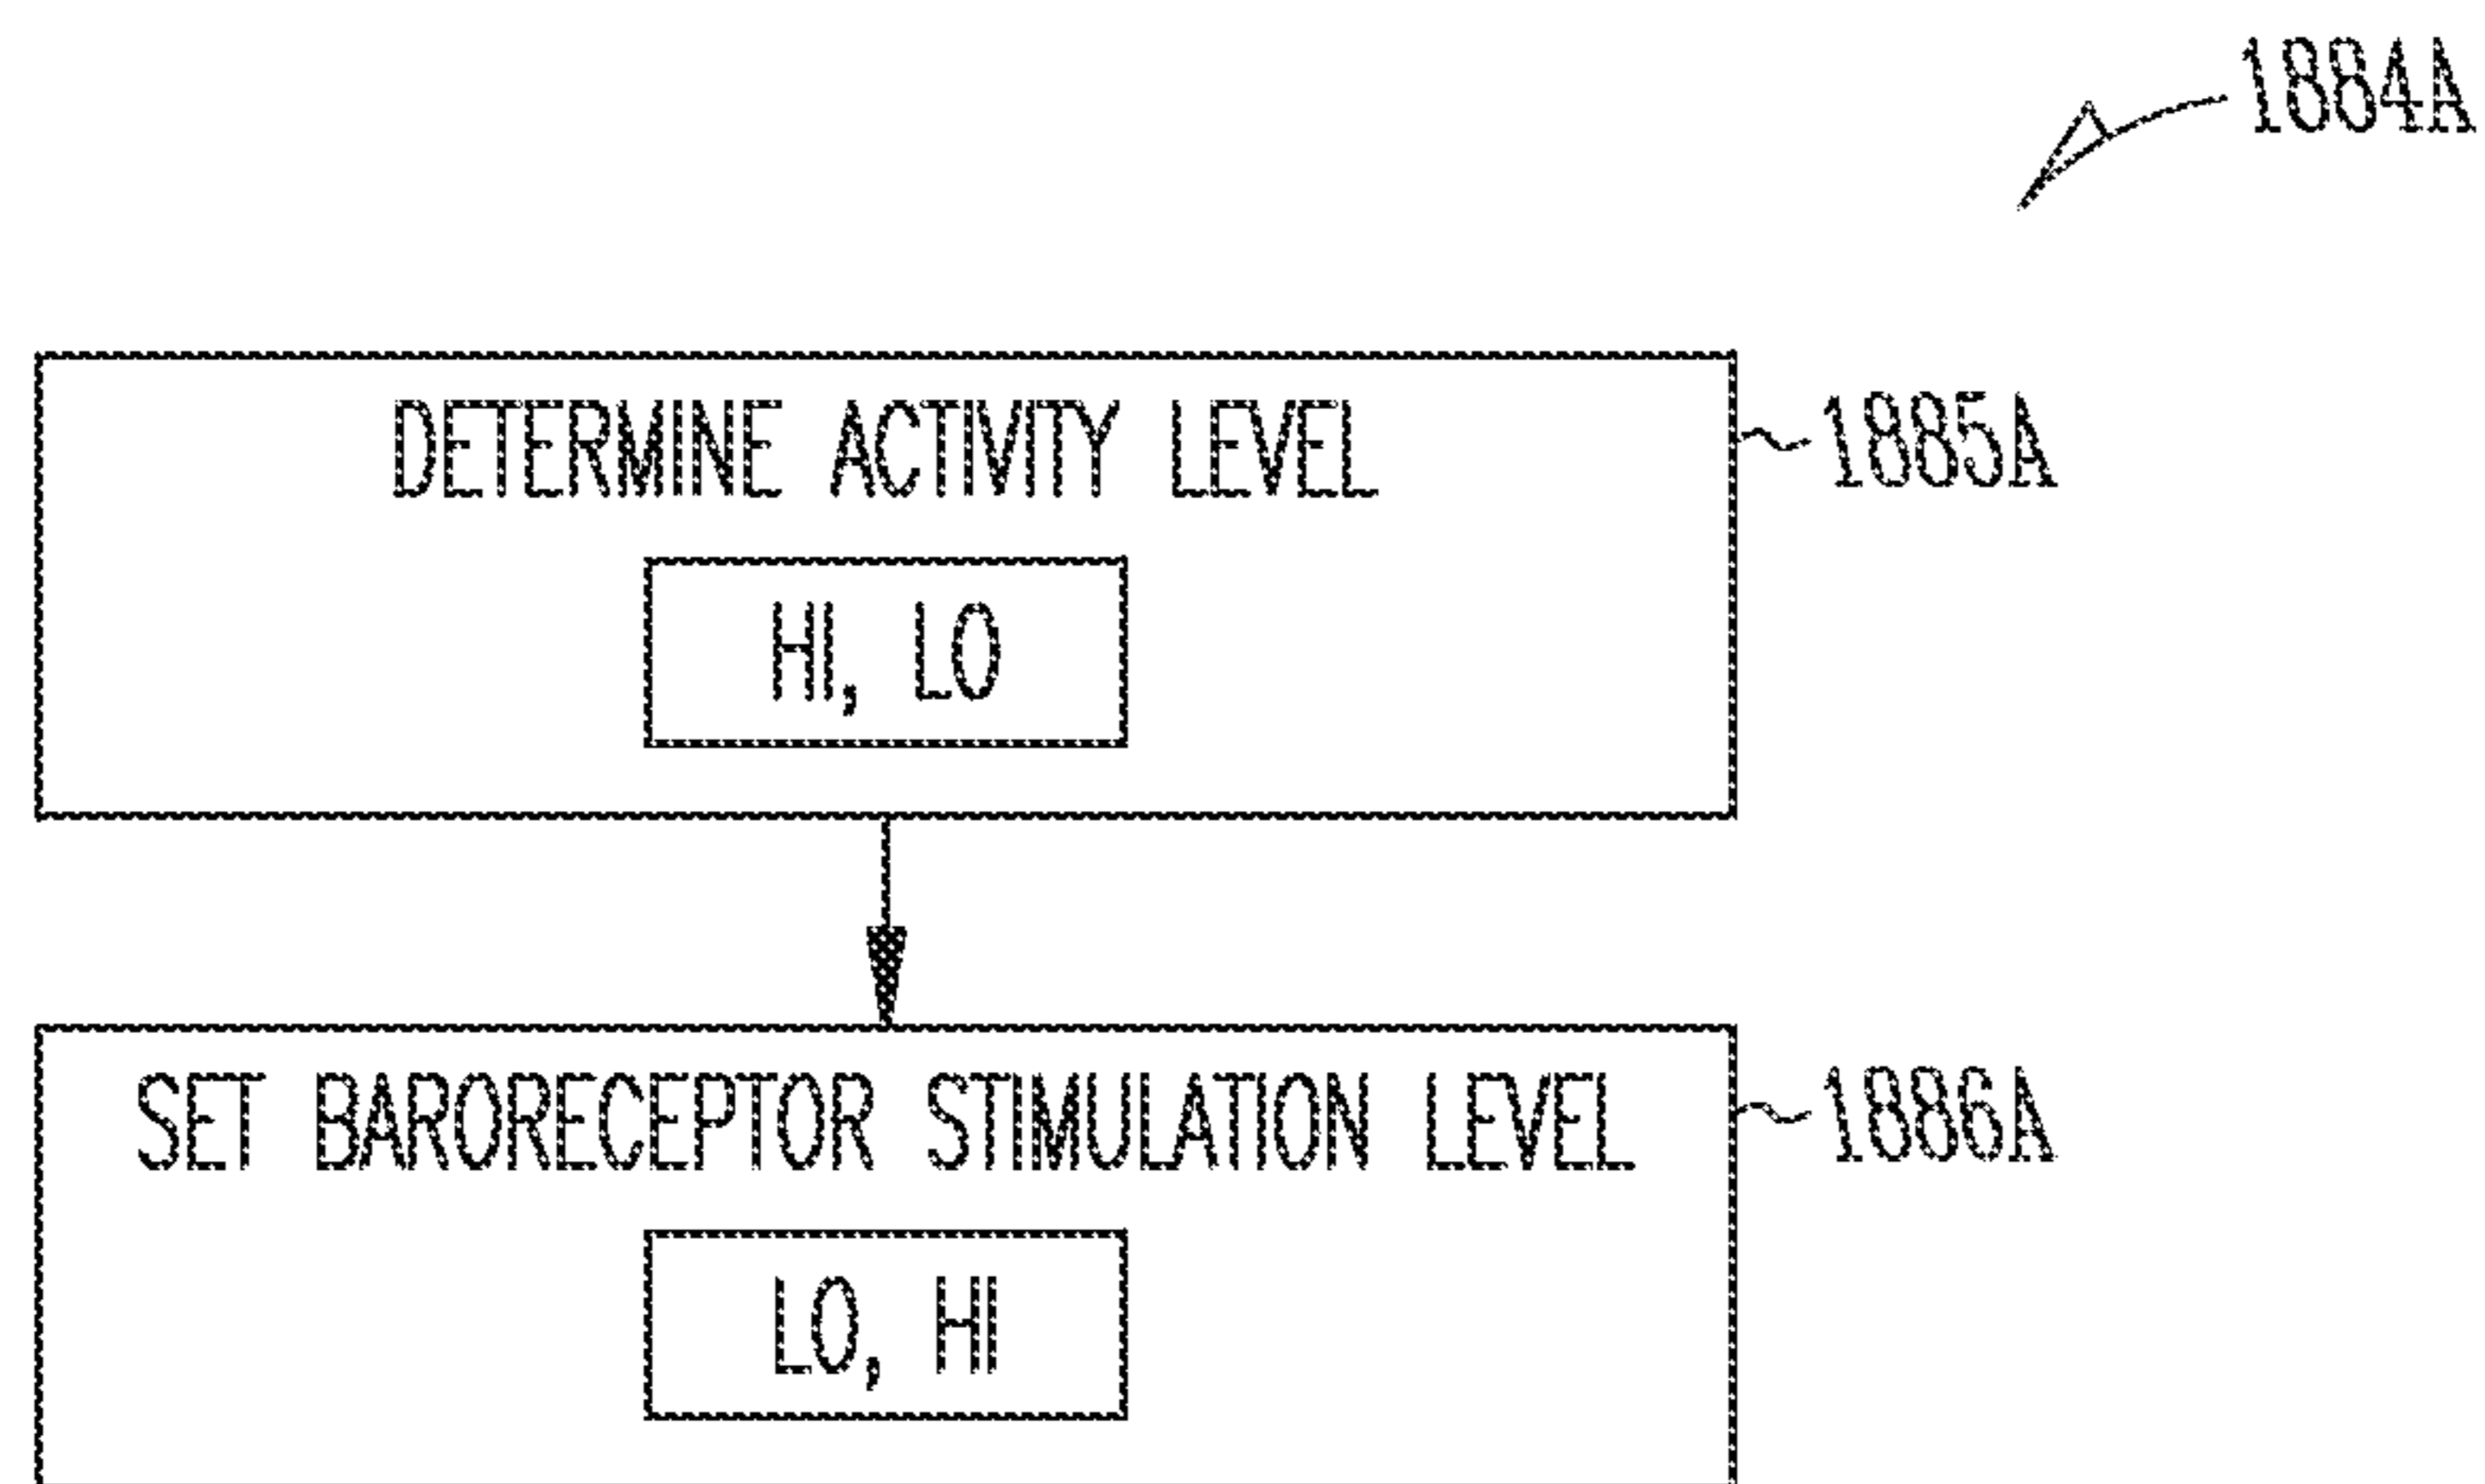 1884A
DETERMINE ACTIVITY LEVEL
1885A
HI, LO
SET BARORECEPTOR STIMULATION LEVEL
1886A
LO, HI